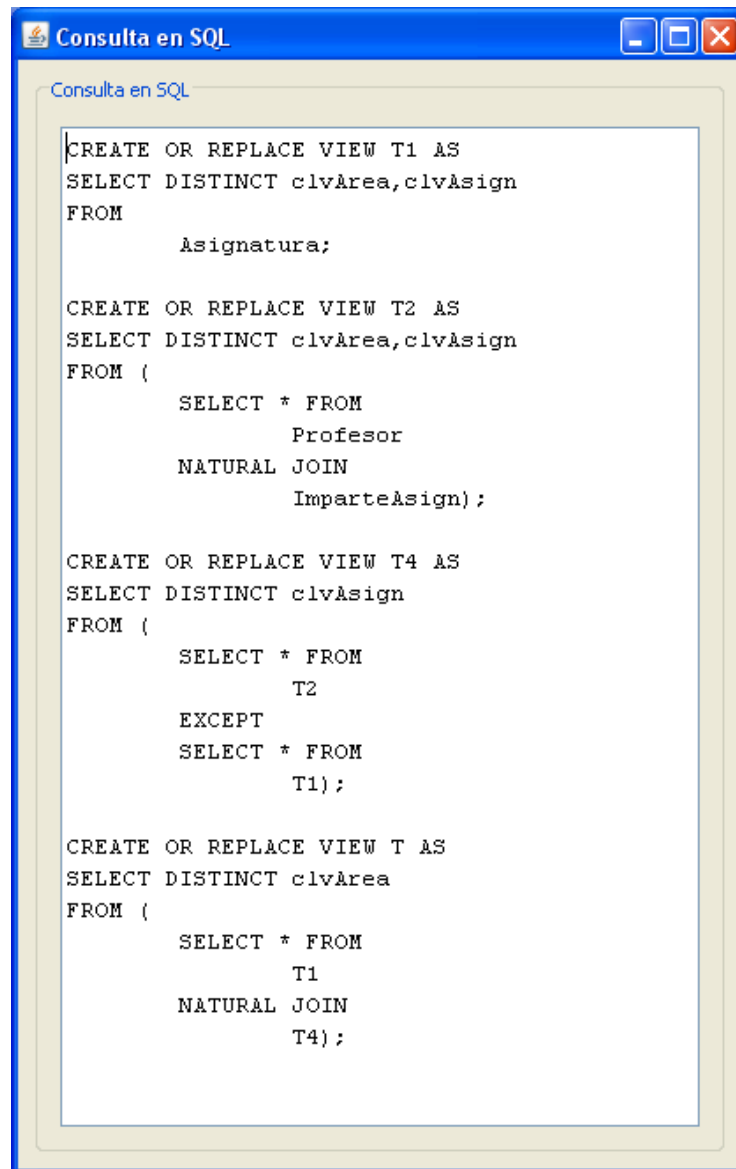 Consulta en SQL
Consulta en SQL
CREATE OR REPLACE VIEW T1 AS
SELECT DISTINCT clvArea,clvAsign
FROM
        Asignatura;

CREATE OR REPLACE VIEW T2 AS
SELECT DISTINCT clvArea,clvAsign
FROM (
        SELECT * FROM
                Profesor
        NATURAL JOIN
                ImparteAsign);

CREATE OR REPLACE VIEW T4 AS
SELECT DISTINCT clvAsign
FROM (
        SELECT * FROM
                T2
        EXCEPT
        SELECT * FROM
                T1);

CREATE OR REPLACE VIEW T AS
SELECT DISTINCT clvArea
FROM (
        SELECT * FROM
                T1
        NATURAL JOIN
                T4);